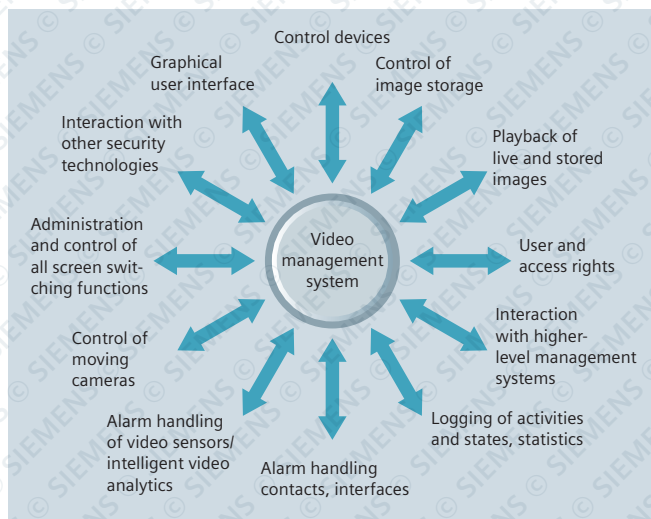 Control devices
Graphical
user interface
Control of
image storage
Interaction with
other security
technologies
Playback of
live and stored
images
Administration
and control of
all screen swit-
ching functions
Video
management
system
User and
access rights
Control of
moving
cameras
Interaction
with higher-
level management
systems
Alarm handling
of video sensors/
intelligent video
analytics
Alarm handling
contacts, interfaces
Logging of activities
and states, statistics
© SIEMENS